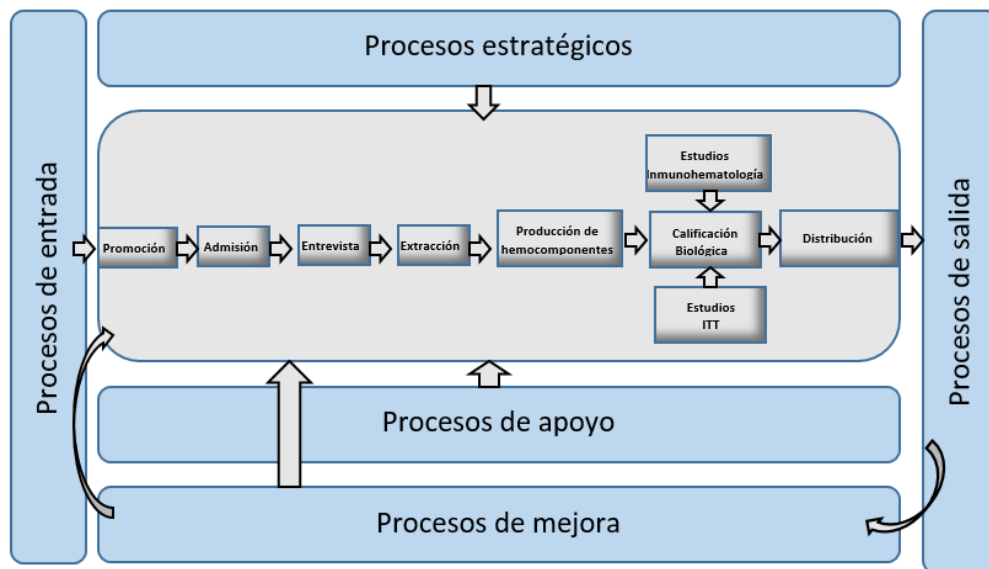 Procesos de entrada
Procesos estratégicos
Estudios
Inmunohematología
Promoción
Admisión
Entrevista
Extracción
Producción de
hemocomponentes
Calificación
Biológica
Distribución
Estudios
ITT
Procesos de apoyo
Procesos de mejora
Procesos de salida